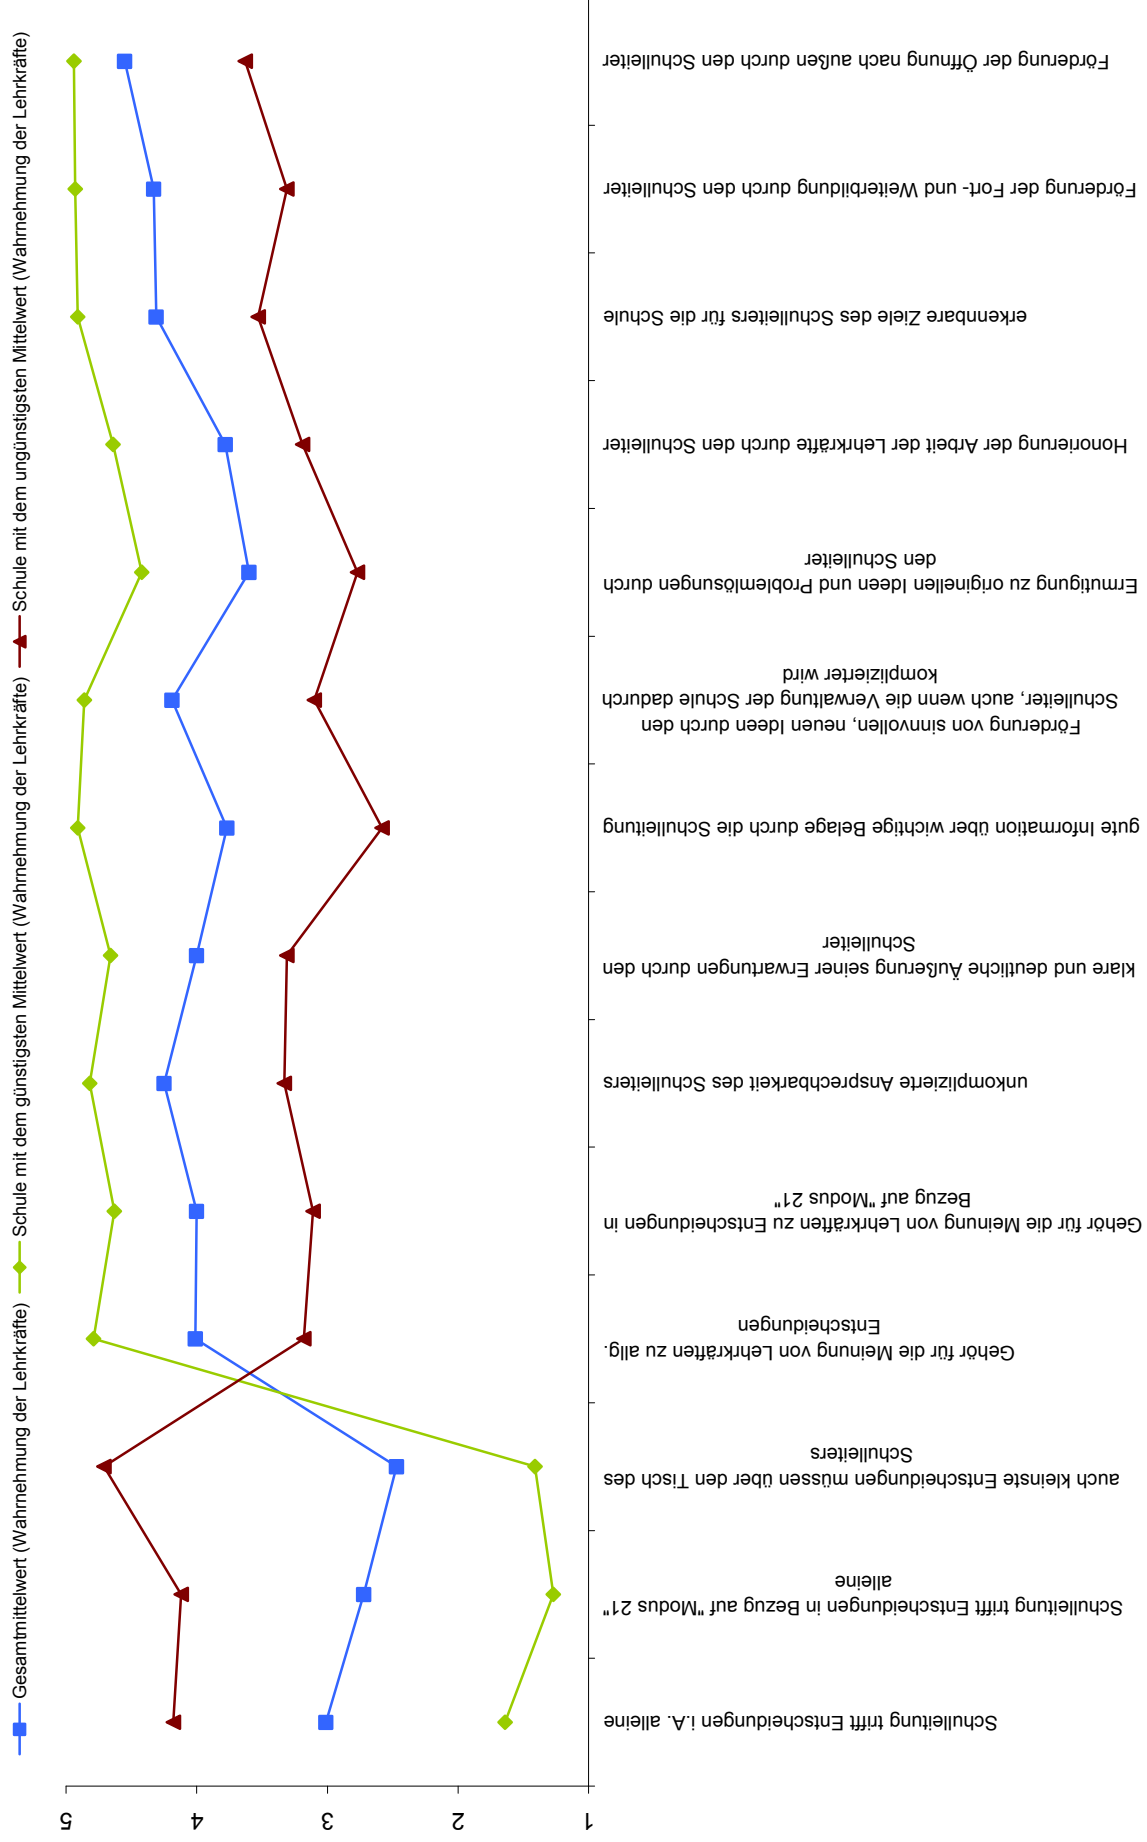 Gesamtmittelwert (Wahrnehmung der Lehrkräfte)
Schule mit dem günstigsten Mittelwert (Wahrnehmung der Lehrkräfte)
Schule mit dem ungünstigsten Mittelwert (Wahrnehmung der Lehrkräfte)
5
4
3
2
1
Förderung der Öffnung nach außen durch den Schulleiter
Förderung der Fort- und Weiterbildung durch den Schulleiter
erkennbare Ziele des Schulleiters für die Schule
Honorierung der Arbeit der Lehrkräfte durch den Schulleiter
Ermutigung zu originellen Ideen und Problemlösungen durch
den Schulleiter
Förderung von sinnvollen, neuen Ideen durch den
Schulleiter, auch wenn die Verwaltung der Schule dadurch
komplizierter wird
gute Information über wichtige Belage durch die Schulleitung
klare und deutliche Äußerung seiner Erwartungen durch den
Schulleiter
unkomplizierte Ansprechbarkeit des Schulleiters
Gehör für die Meinung von Lehrkräften zu Entscheidungen in
Bezug auf "Modus 21"
Gehör für die Meinung von Lehrkräften zu allg.
Entscheidungen
auch kleinste Entscheidungen müssen über den Tisch des
Schulleiters
Schulleitung trifft Entscheidungen in Bezug auf "Modus 21"
alleine
Schulleitung trifft Entscheidungen i.A. alleine